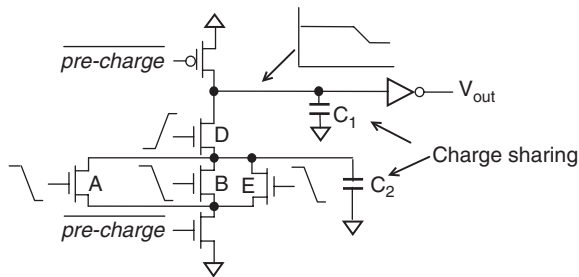 pre-charge
V_out
C_1
D
Charge sharing
A
B
E
C_2
pre-charge